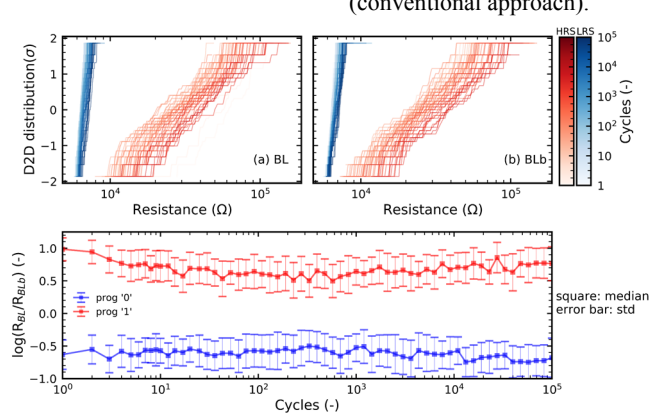 (conventional approach).
HRS LRS
2
1
0
−1
−2
D2D distribution(σ)
(a) BL
10⁴
10⁵
Resistance (Ω)
(b) BLb
10⁴
10⁵
Resistance (Ω)
10⁵
10⁴
10³
10²
10
1
Cycles (-)
1.0
0.5
0.0
−0.5
−1.0
log(R_BL/R_BLb) (-)
prog '0'
prog '1'
square: median
error bar: std
10⁰
10¹
10²
10³
10⁴
10⁵
Cycles (-)